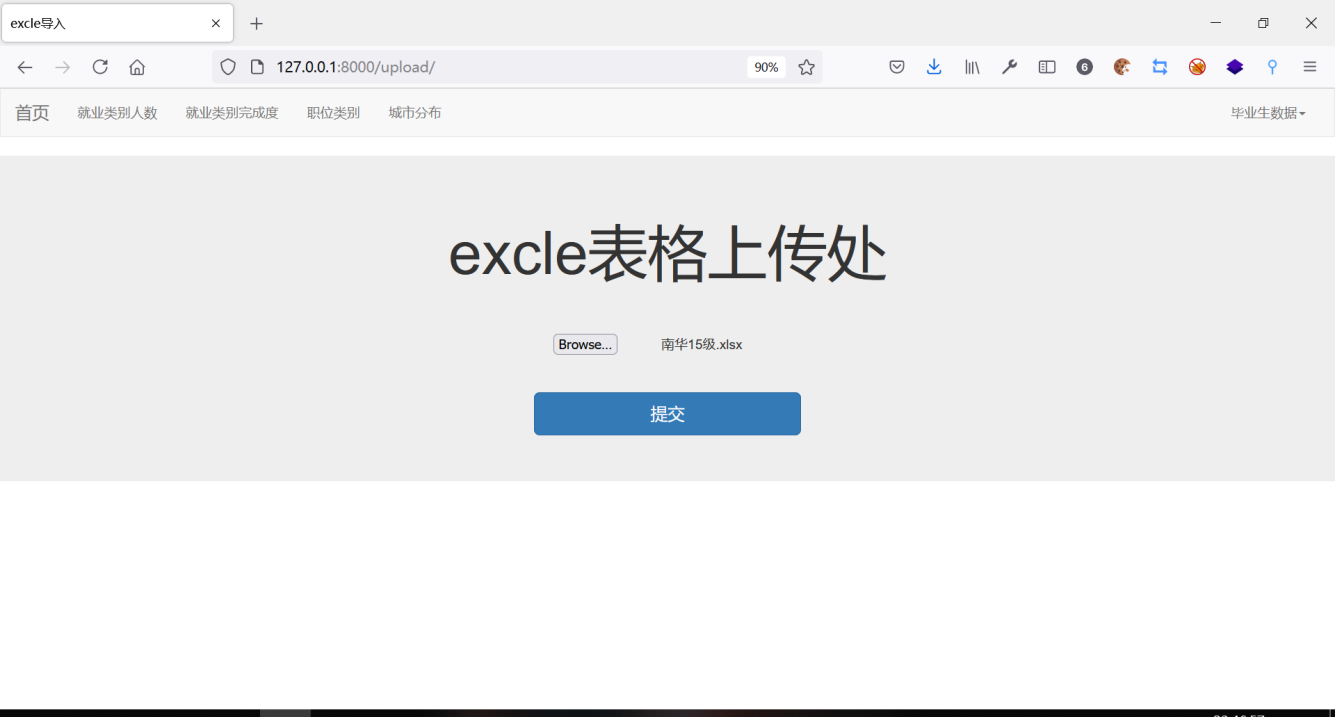 excle导入
127.0.0.1:8000/upload/
90%
6
首页 就业类别人数 就业类别完成度 职位类别 城市分布 毕业生数据
excle表格上传处
Browse... 南华15级.xlsx
提交